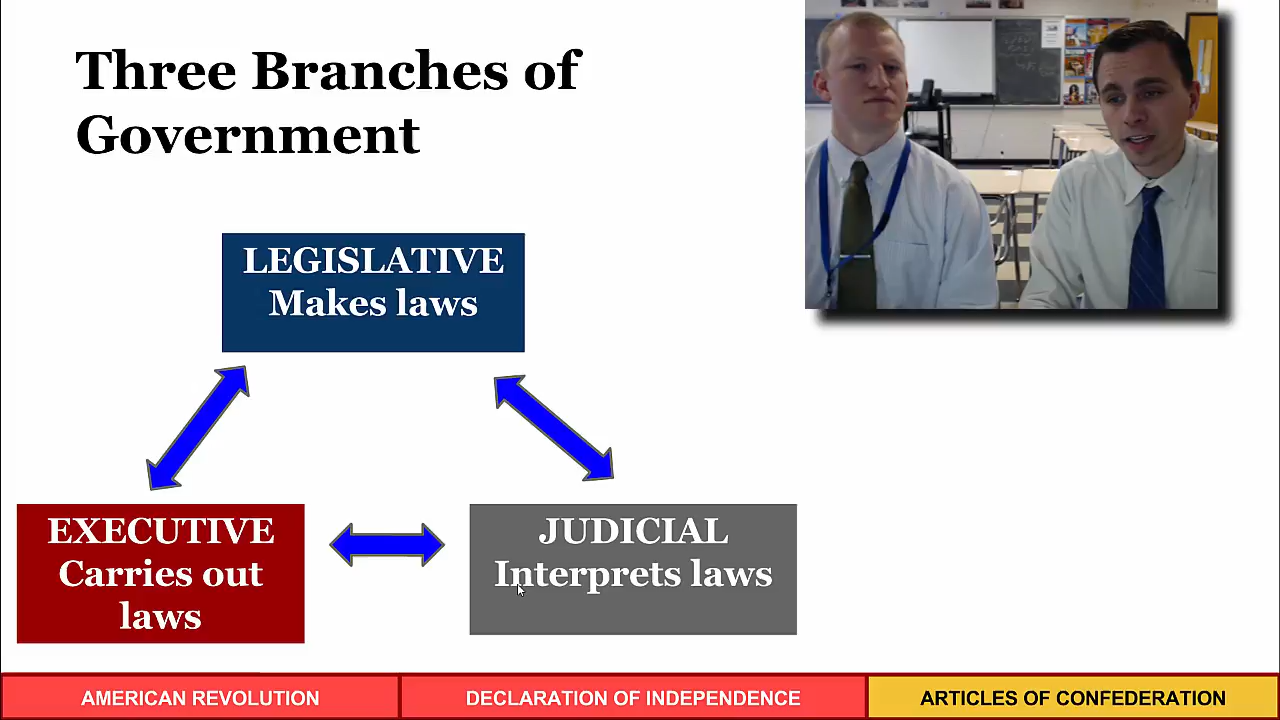 Three Branches of
Government
LEGISLATIVE
Makes laws
EXECUTIVE
Carries out
laws
JUDICIAL
Interprets laws
AMERICAN REVOLUTION
DECLARATION OF INDEPENDENCE
ARTICLES OF CONFEDERATION